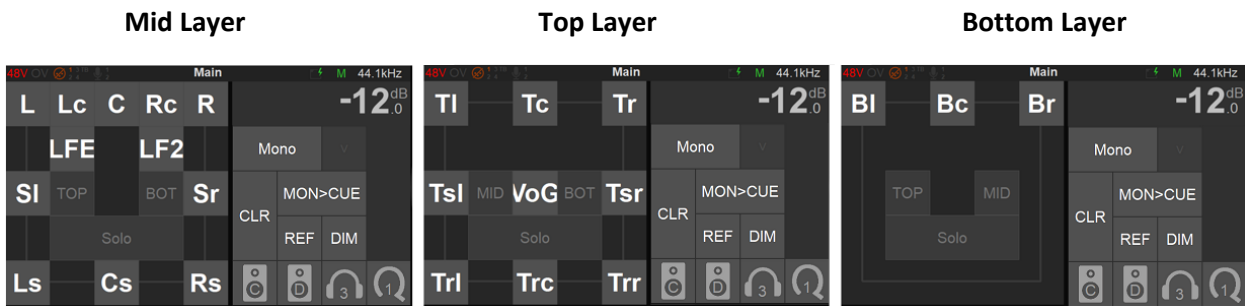 Mid Layer Top Layer Bottom Layer
48V OV Main M 44.1kHz
L Lc C Rc R -12.0 dB
LFE LF2 Mono V
Sl TOP BOT Sr CLR MON>CUE
Solo REF DIM
Ls Cs Rs C D 3 1
48V OV Main M 44.1kHz
Tl Tc Tr -12.0 dB
Mono V
Tsl MID VoG BOT Tsr CLR MON>CUE
Solo REF DIM
Trl Trc Trr C D 3 1
48V OV Main M 44.1kHz
Bl Bc Br -12.0 dB
Mono V
TOP MID CLR MON>CUE
Solo REF DIM
C D 3 1